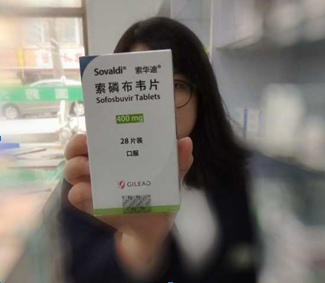 Sovaldi® 索华迪®
索磷布韦片
Sofosbuvir Tablets
400 mg
28片装
口服
GILEAD